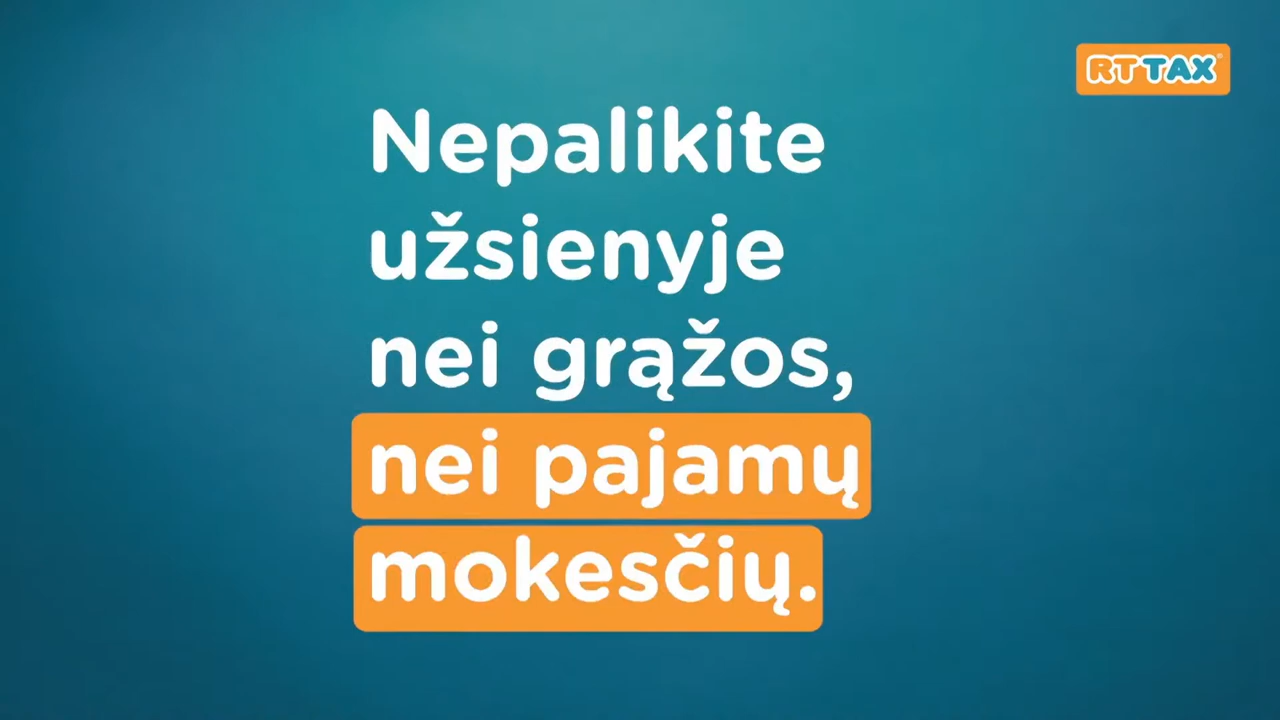 RT TAX
Nepalikite
užsienyje
nei grąžos,
nei pajamų
mokesčių.